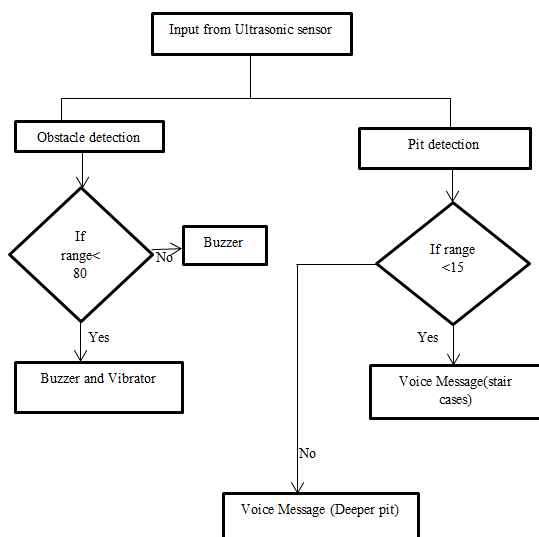 Input from Ultrasonic sensor
Obstacle detection
Pit detection
If
range<
80
No
Buzzer
If range
<15
Yes
Buzzer and Vibrator
Yes
Voice Message(stair
cases)
No
Voice Message (Deeper pit)